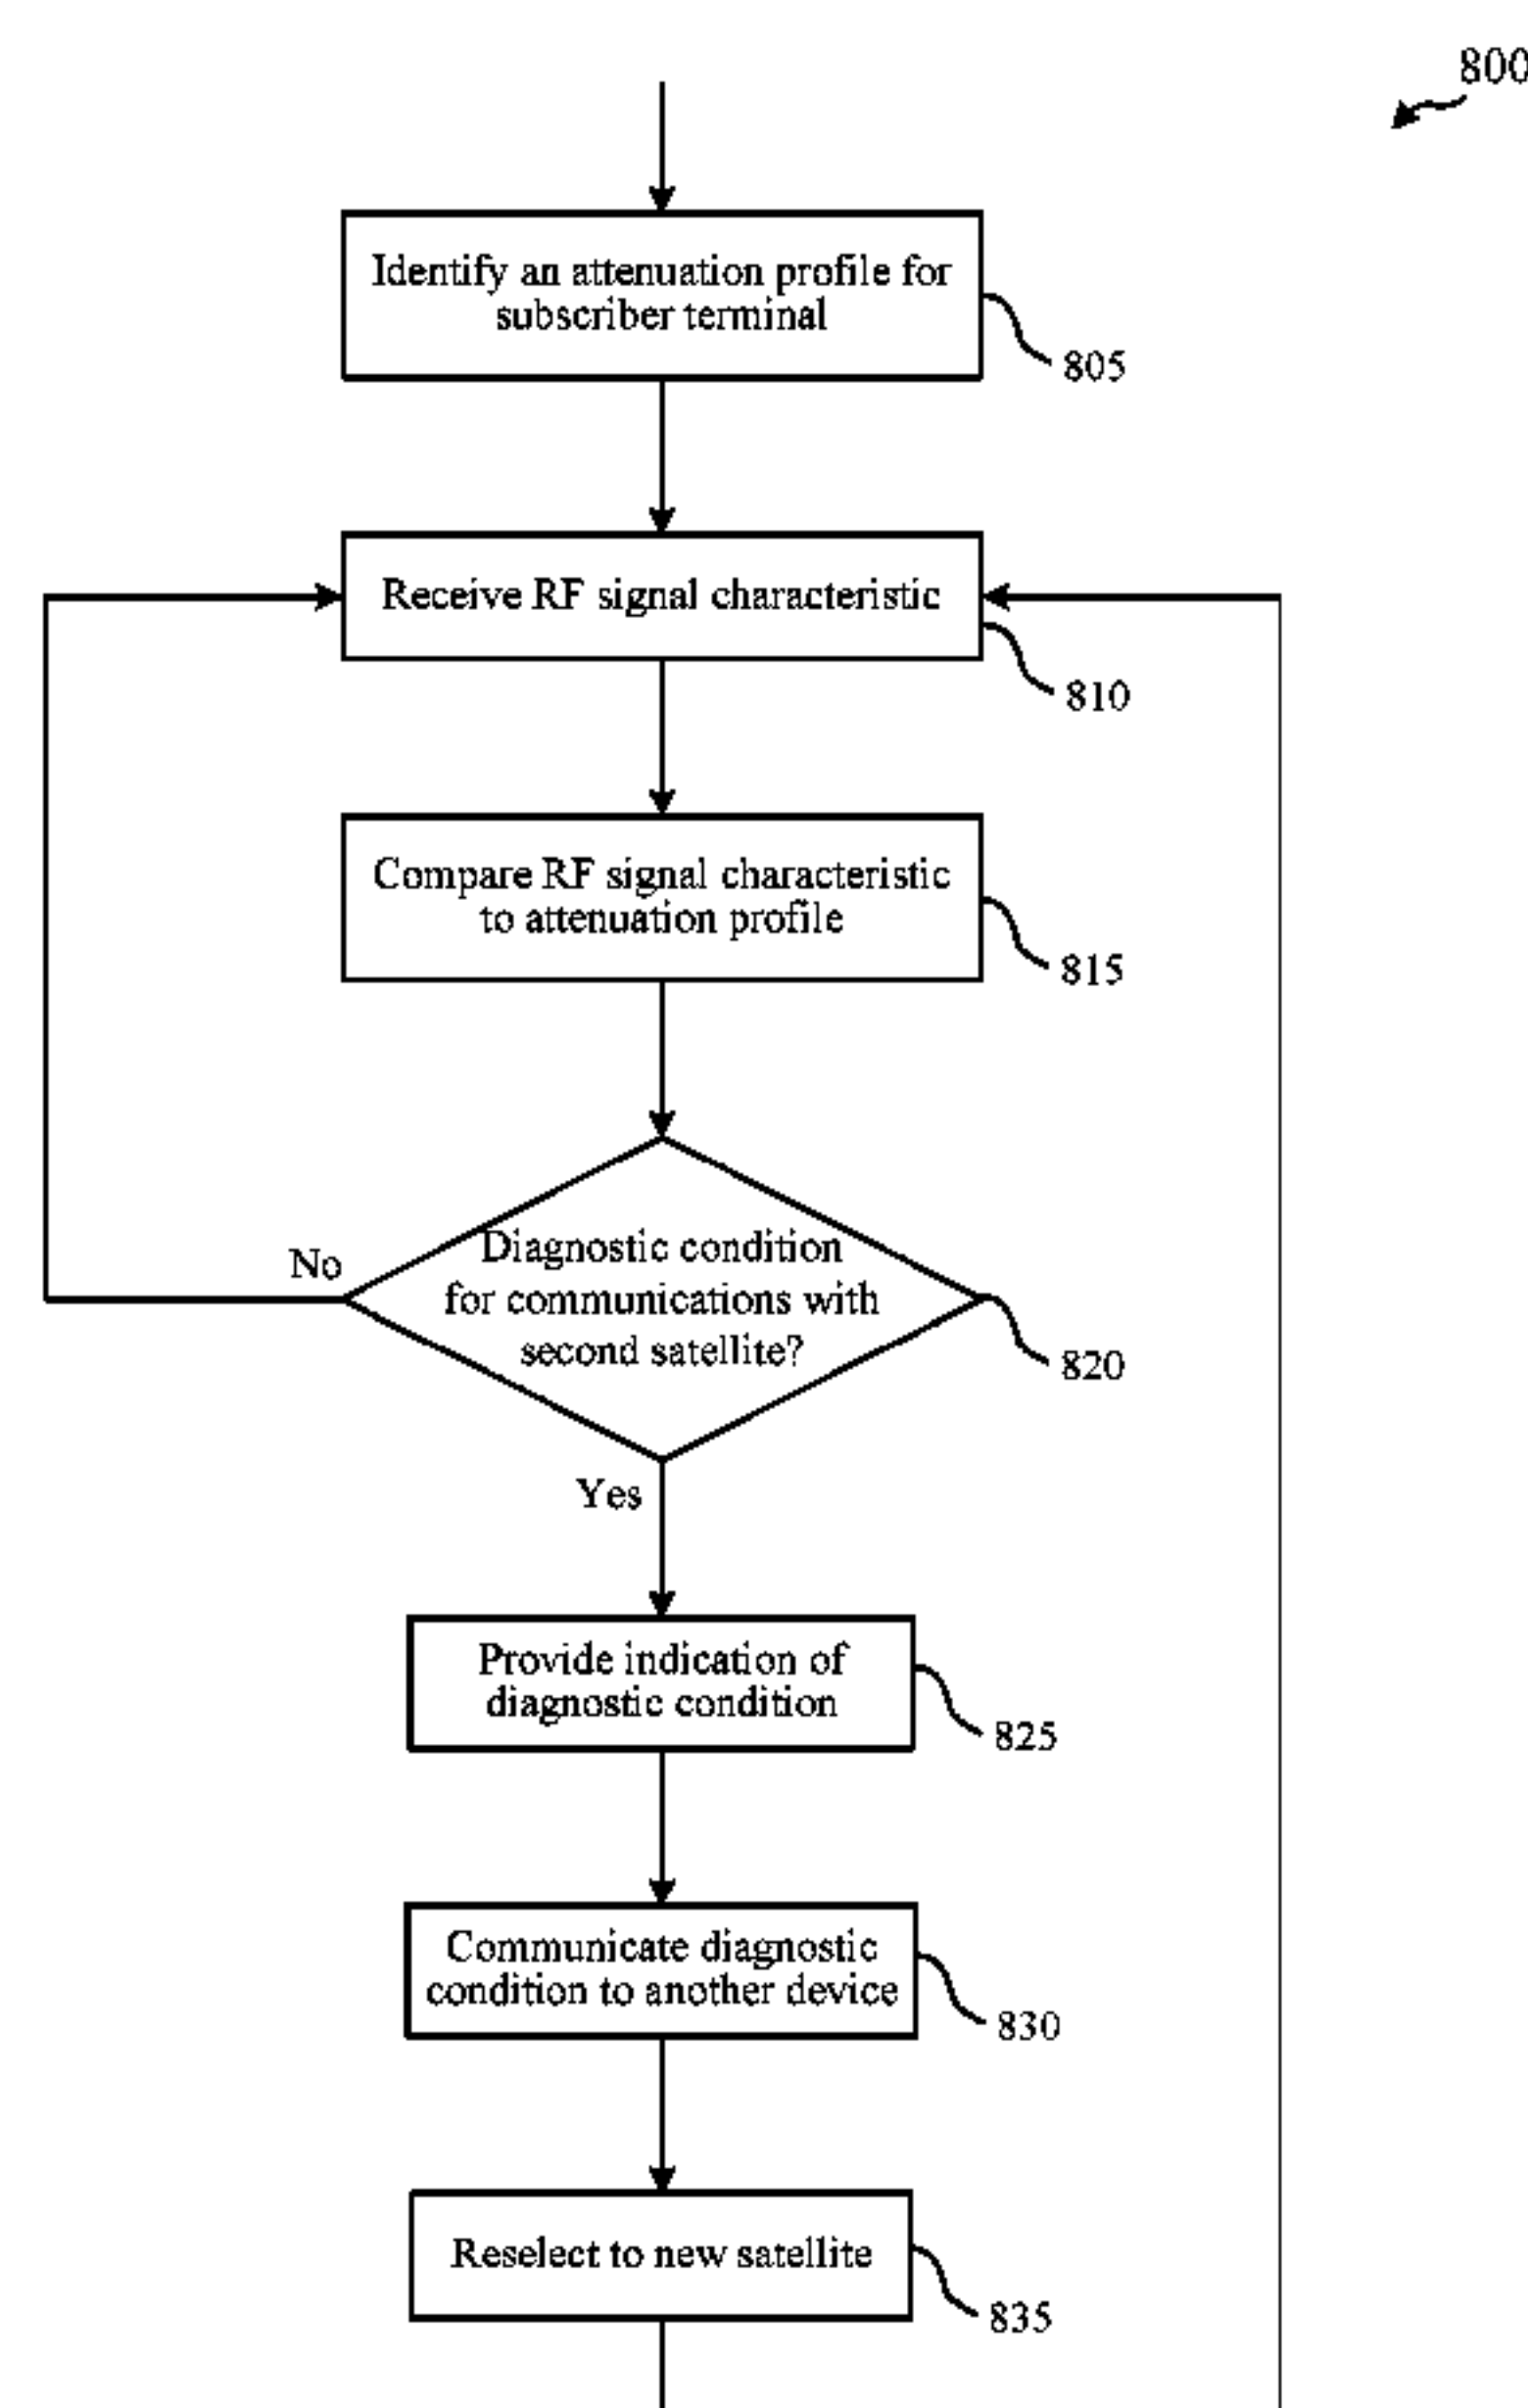 800
Identify an attenuation profile for
subscriber terminal
805
Receive RF signal characteristic
810
Compare RF signal characteristic
to attenuation profile
815
No
Diagnostic condition
for communications with
second satellite?
820
Yes
Provide indication of
diagnostic condition
825
Communicate diagnostic
condition to another device
830
Reselect to new satellite
835